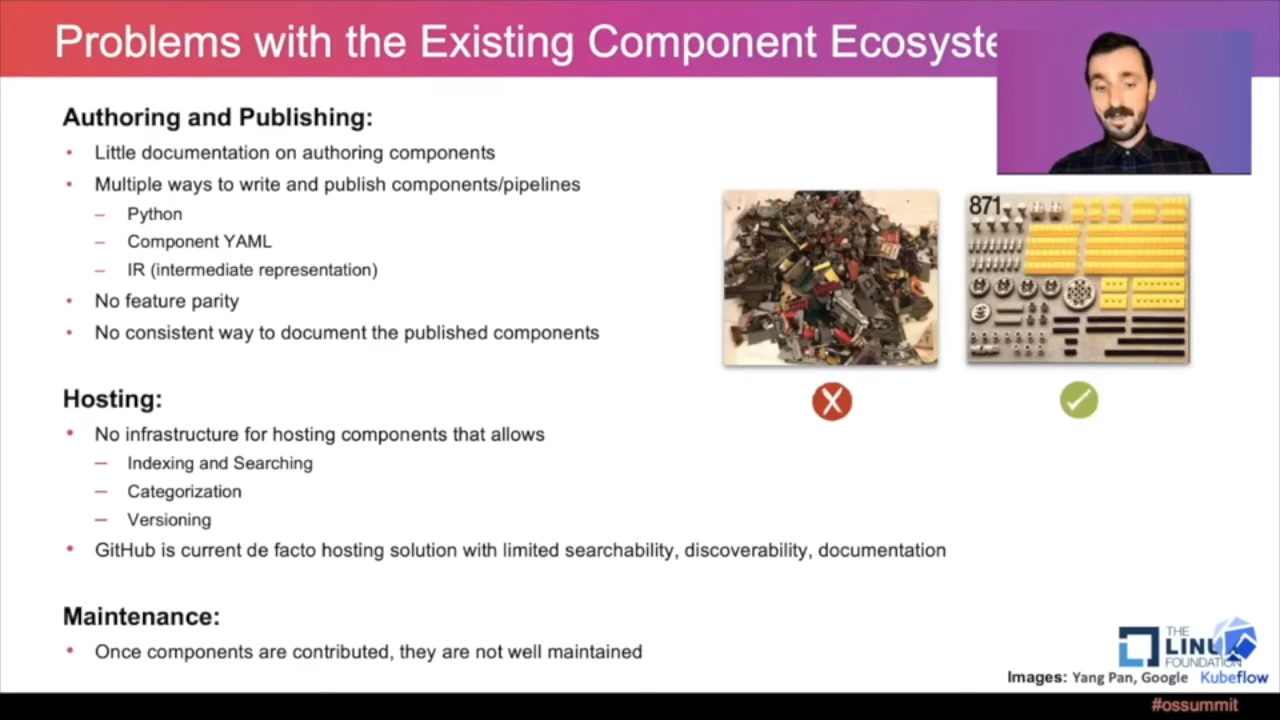 Problems with the Existing Component Ecosyste
Authoring and Publishing:
• Little documentation on authoring components
• Multiple ways to write and publish components/pipelines
– Python
– Component YAML
– IR (intermediate representation)
• No feature parity
• No consistent way to document the published components
871
Hosting:
• No infrastructure for hosting components that allows
– Indexing and Searching
– Categorization
– Versioning
• GitHub is current de facto hosting solution with limited searchability, discoverability, documentation
Maintenance:
• Once components are contributed, they are not well maintained
THE
LINU
FOUNDATION
Images: Yang Pan, Google Kubeflow
#ossummit